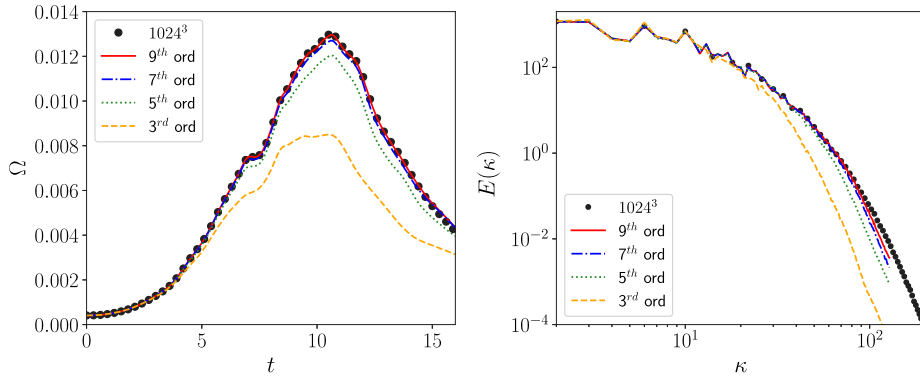 0.014
0.012
0.010
0.008
0.006
0.004
0.002
0.000
Ω
1024³
9ᵗʰ ord
7ᵗʰ ord
5ᵗʰ ord
3ʳᵈ ord
0
5
10
15
t
10²
10⁰
10⁻²
10⁻⁴
E(κ)
1024³
9ᵗʰ ord
7ᵗʰ ord
5ᵗʰ ord
3ʳᵈ ord
10¹
10²
κ